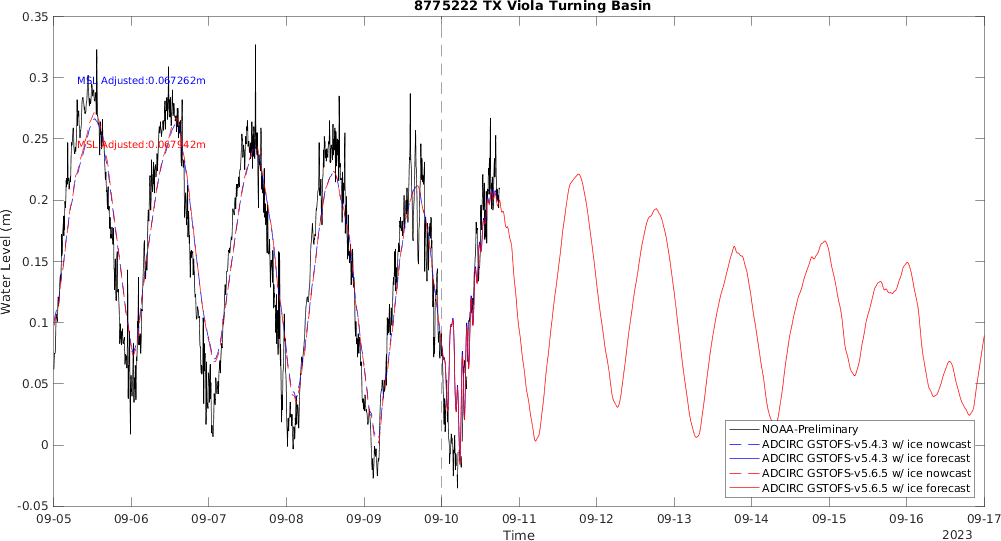 8775222 TX Viola Turning Basin
0.35
0.3
0.25
0.2
0.15
0.1
0.05
0
-0.05
Water Level (m)
MSL Adjusted:0.067262m
MSL Adjusted:0.067942m
NOAA-Preliminary
ADCIRC GSTOFS-v5.4.3 w/ ice nowcast
ADCIRC GSTOFS-v5.4.3 w/ ice forecast
ADCIRC GSTOFS-v5.6.5 w/ ice nowcast
ADCIRC GSTOFS-v5.6.5 w/ ice forecast
09-05 09-06 09-07 09-08 09-09 09-10 09-11 09-12 09-13 09-14 09-15 09-16 09-17
Time
2023